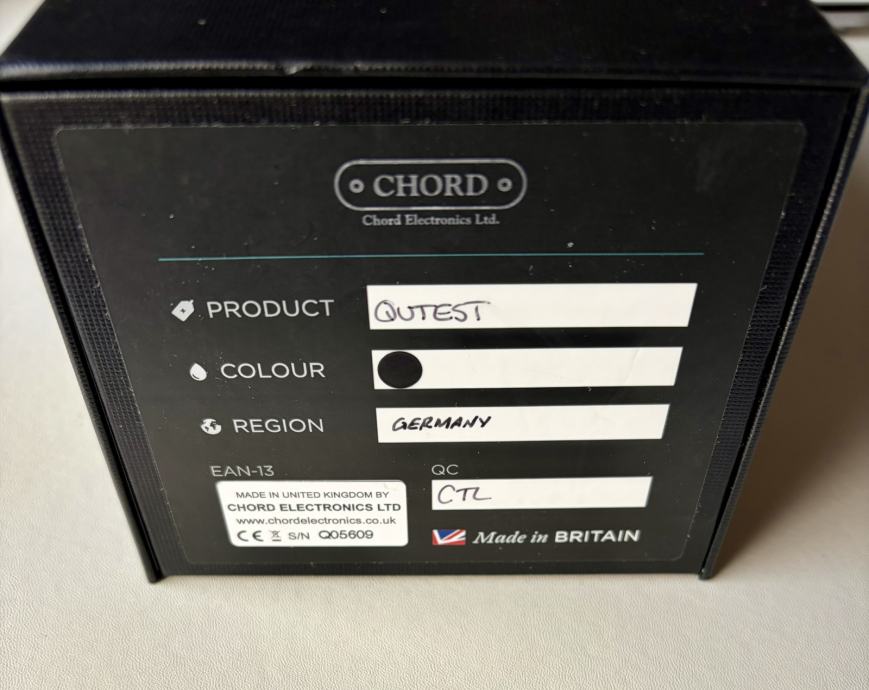 CHORD
Chord Electronics Ltd.
PRODUCT QUTEST
COLOUR
REGION GERMANY
EAN-13
MADE IN UNITED KINGDOM BY
CHORD ELECTRONICS LTD
www.chordelectronics.co.uk
CE S/N Q05609
QC
CTL
Made in BRITAIN